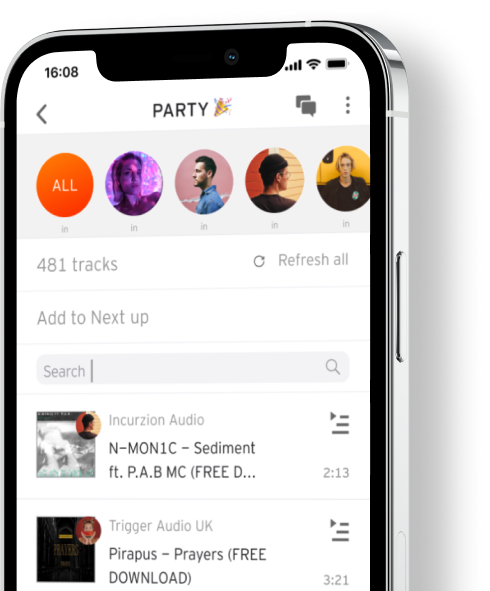 16:08
PARTY 🎉
ALL
in in in in in
481 tracks
Refresh all
Add to Next up
Search
Incurzion Audio
N–MON1C – Sediment
ft. P.A.B MC (FREE D...
2:13
Trigger Audio UK
Pirapus – Prayers (FREE
DOWNLOAD)
3:21
PRAYERS